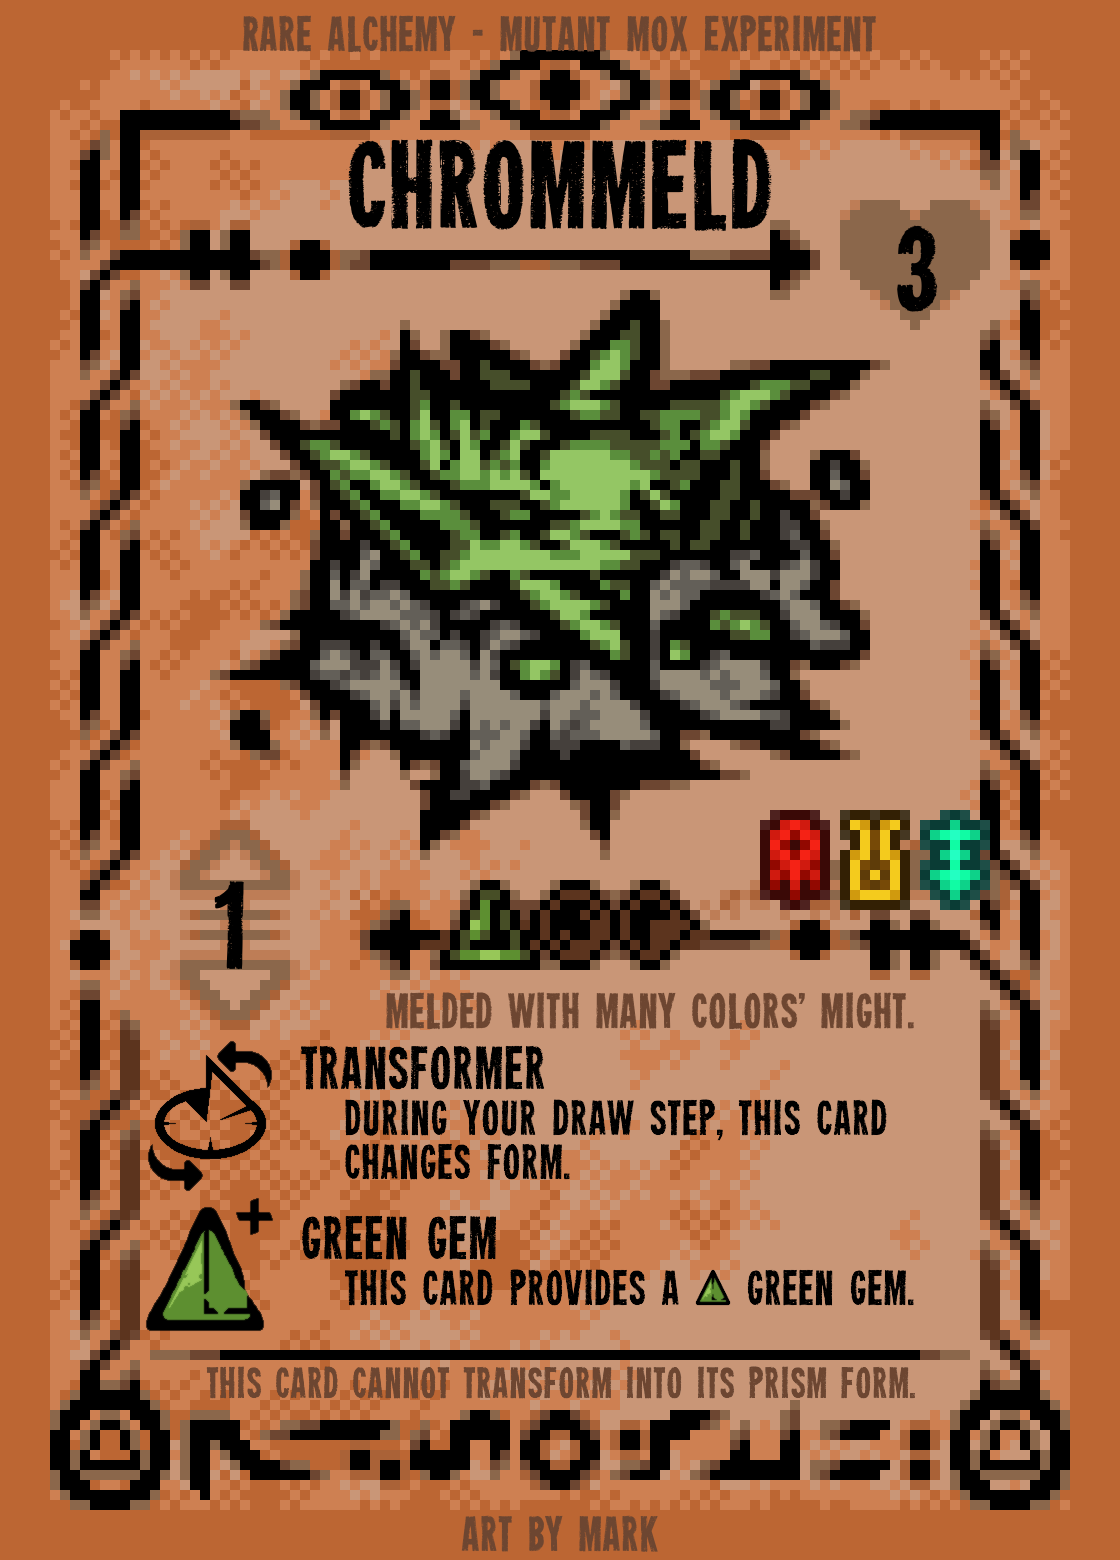 RARE ALCHEMY - MUTANT MOX EXPERIMENT
CHROMMELD
3
1
MELDED WITH MANY COLORS' MIGHT.
TRANSFORMER
DURING YOUR DRAW STEP, THIS CARD
CHANGES FORM.
GREEN GEM
THIS CARD PROVIDES A GREEN GEM.
THIS CARD CANNOT TRANSFORM INTO ITS PRISM FORM.
ART BY MARK